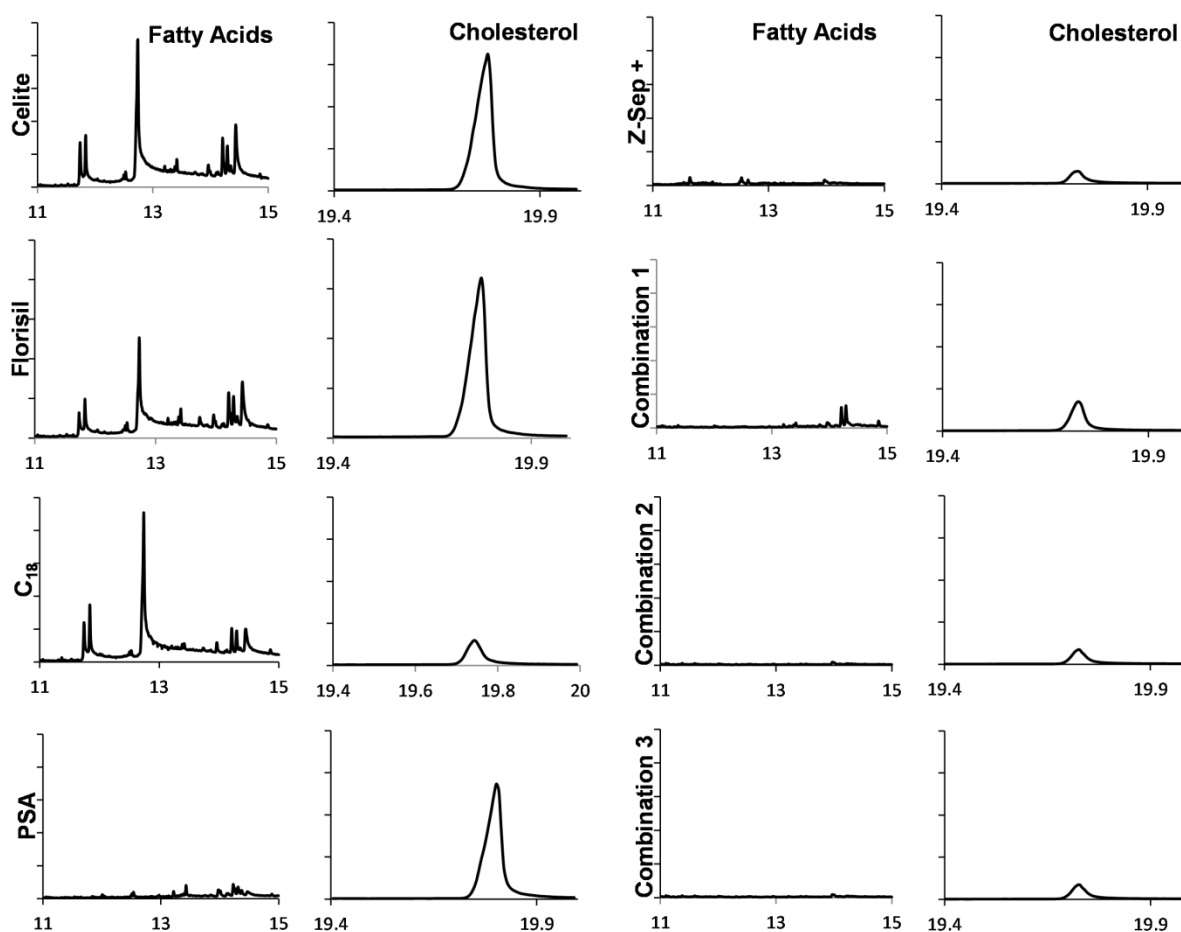 Fatty Acids Cholesterol Fatty Acids Cholesterol
Celite
11 13 15
19.4 19.9
Z-Sep +
11 13 15
19.4 19.9
Florisil
11 13 15
19.4 19.9
Combination 1
11 13 15
19.4 19.9
C18
11 13 15
19.4 19.6 19.8 20
Combination 2
11 13 15
19.4 19.9
PSA
11 13 15
19.4 19.9
Combination 3
11 13 15
19.4 19.9